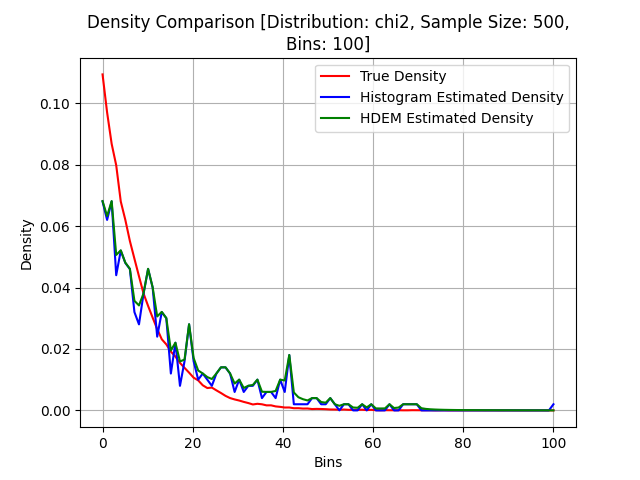 Density Comparison [Distribution: chi2, Sample Size: 500,
Bins: 100]
True Density
Histogram Estimated Density
HDEM Estimated Density
Density
0.10
0.08
0.06
0.04
0.02
0.00
0
20
40
60
80
100
Bins